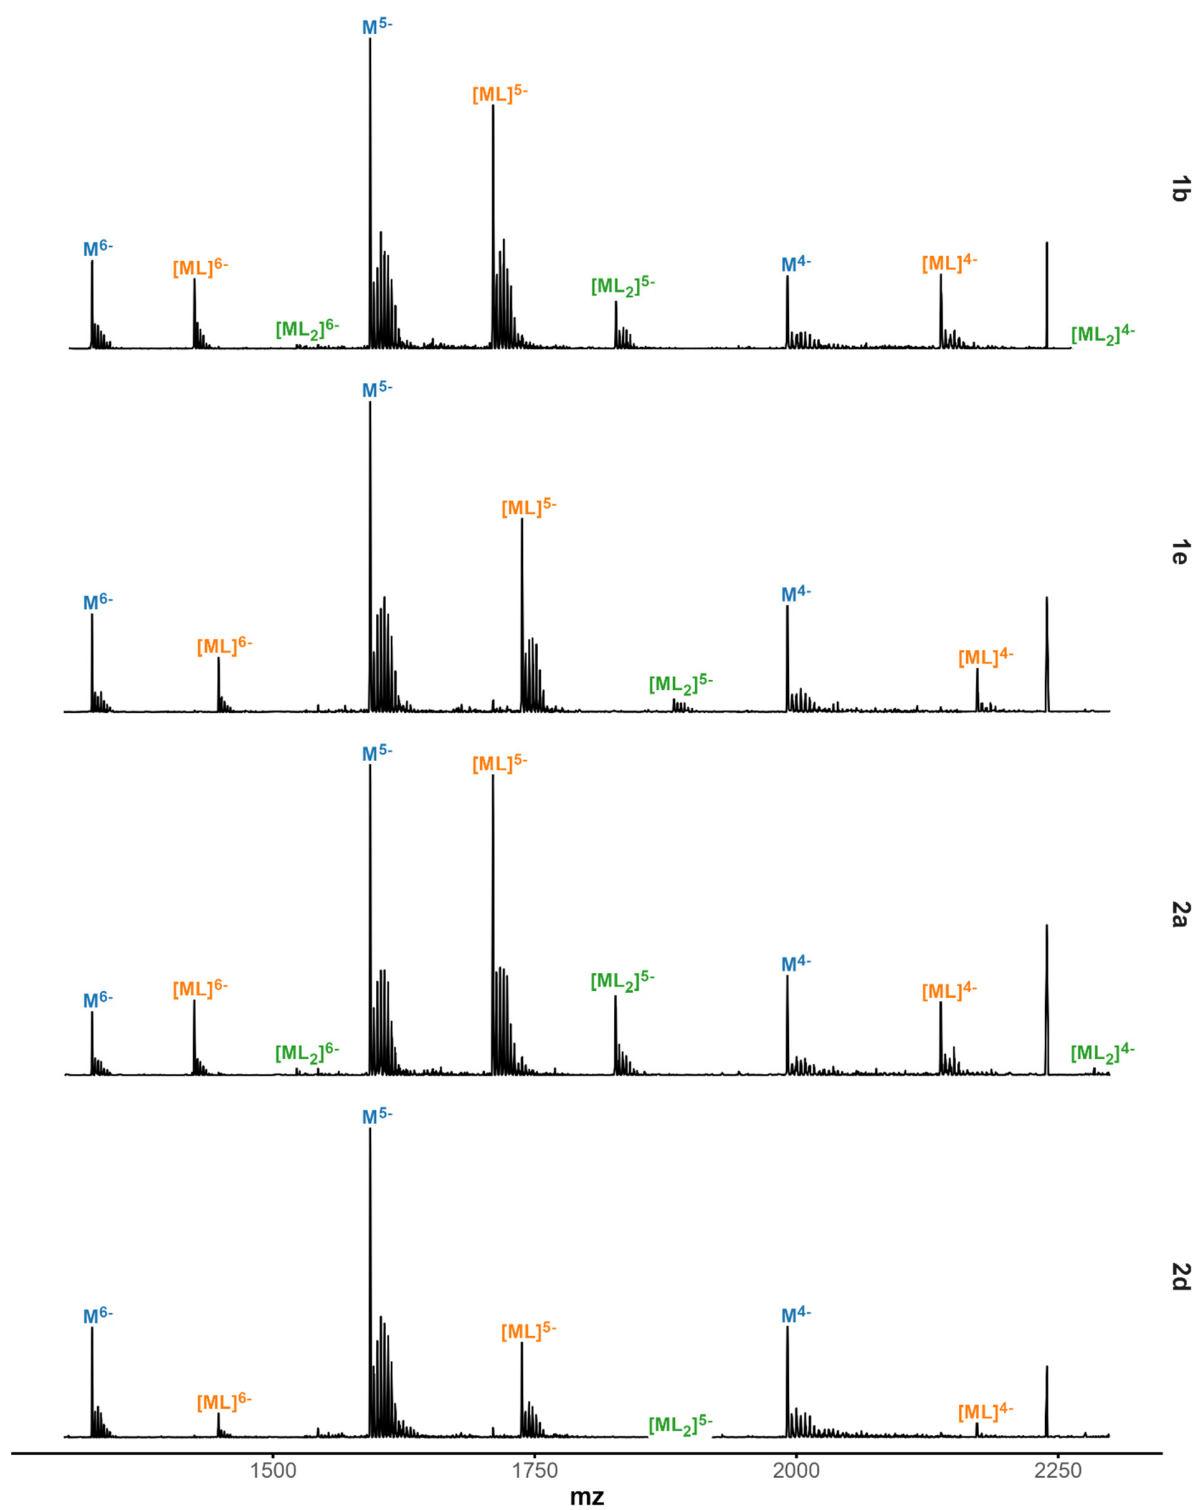 M5-
[ML]5-
M6-
[ML]6-
[ML2]6-
[ML2]5-
M4-
[ML]4-
[ML2]4-
1b
M5-
[ML]5-
M6-
[ML]6-
[ML2]5-
M4-
[ML]4-
1e
M5-
[ML]5-
M6-
[ML]6-
[ML2]6-
[ML2]5-
M4-
[ML]4-
[ML2]4-
2a
M5-
M6-
[ML]6-
[ML]5-
[ML2]5-
M4-
[ML]4-
2d
1500 1750 2000 2250
mz